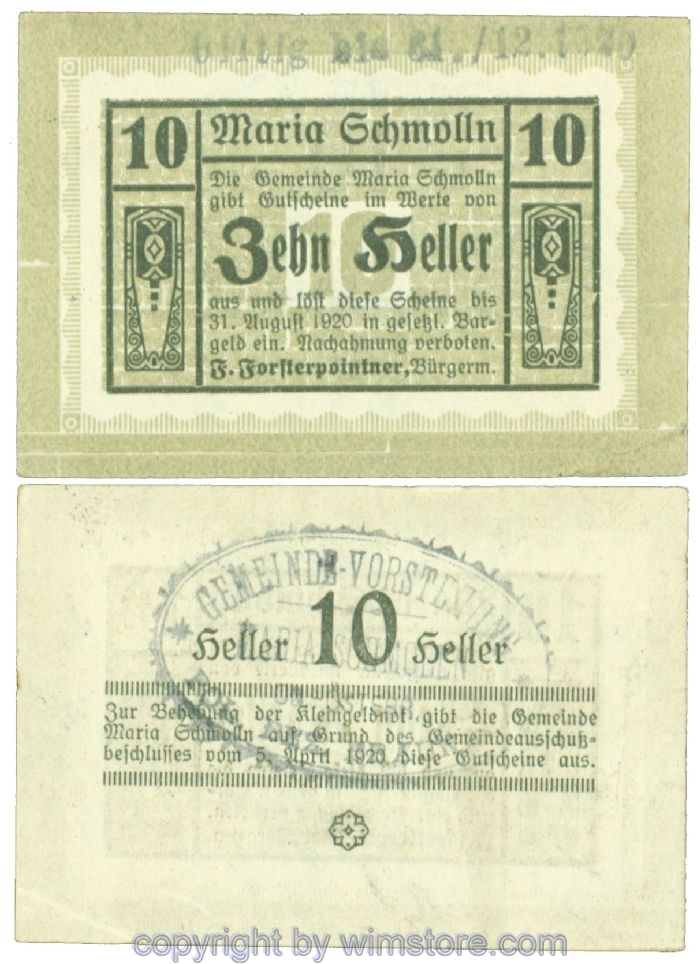 Giltig bis 31./12.1920
10 Maria Schmolln 10
Die Gemeinde Maria Schmolln
gibt Gutscheine im Werte von
Zehn Heller
aus und löst diese Scheine bis
31. August 1920 in gesetzl. Bar-
geld ein. Nachahmung verboten.
F. Forsterpointner, Bürgerm.
GEMEINDE-VORSTEHUNG
MARIA SCHMOLLN
Heller 10 Heller
Zur Behebung der Kleingeldnot gibt die Gemeinde
Maria Schmolln auf Grund des Gemeindeausschuß-
beschlusses vom 5. April 1920 diese Gutscheine aus.
copyright by wimstore.com